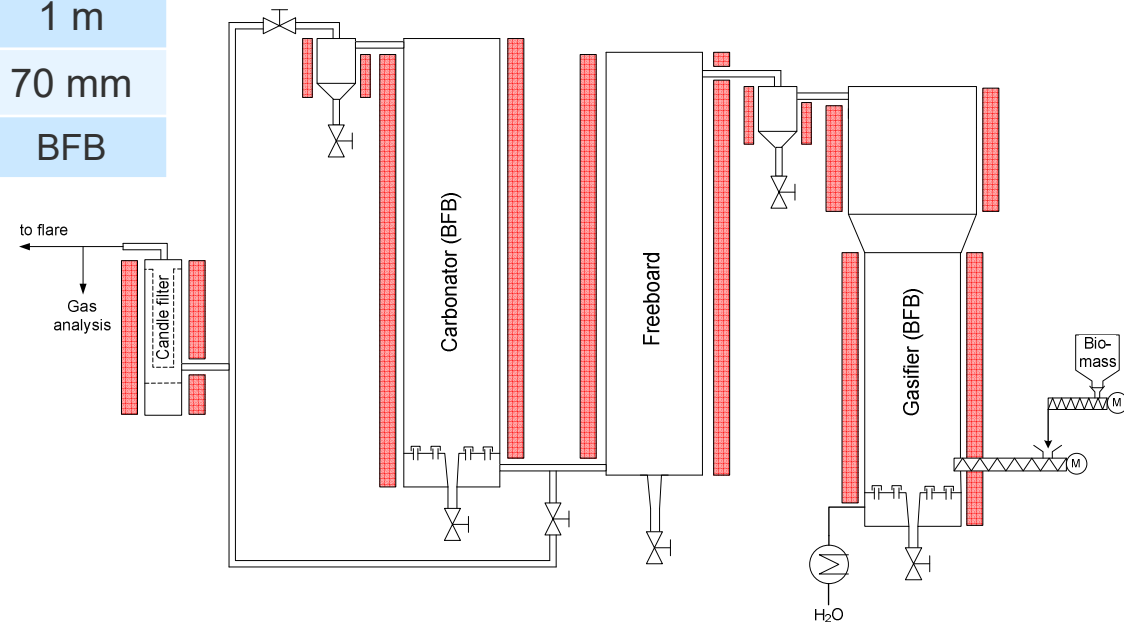 1 m
70 mm
BFB
to flare
Gas
analysis
Candle filter
Carbonator (BFB)
Freeboard
Gasifier (BFB)
Bio-
mass
M
M
H₂O